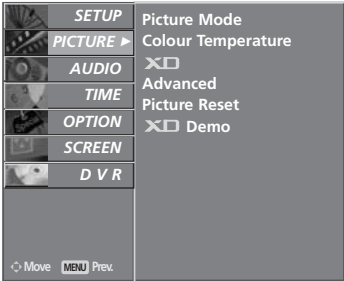 SETUP
PICTURE ►
AUDIO
TIME
OPTION
SCREEN
D V R
Move MENU Prev.
Picture Mode
Colour Temperature
XD
Advanced
Picture Reset
XD Demo